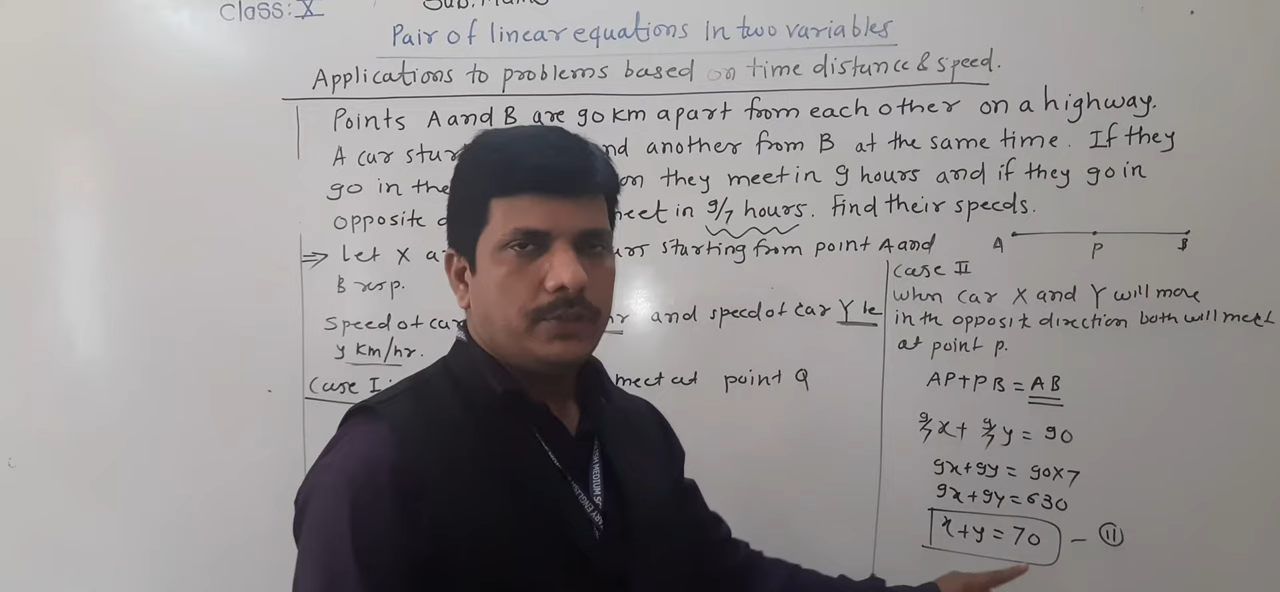 Class: X
Sub: Maths
Pair of linear equations In two variables
Applications to problems based on time distance & speed.
Points A and B are 90 km apart from each other on a highway.
A car and another from B at the same time. If they
go in the they meet in 9 hours and if they go in
opposite meet in 9/7 hours. Find their speeds.
⇒ Let X starting from point A and
B resp.
Speed of car and speed of car Y be
y km/hr.
Case I: meet at point Q
A P B
Case II
When car X and Y will move
in th opposit direction both will meet
at point P.
AP + PB = AB
9/7 x + 9/7 y = 90
9x + 9y = 90 x 7
9x + 9y = 630
x + y = 70 — II